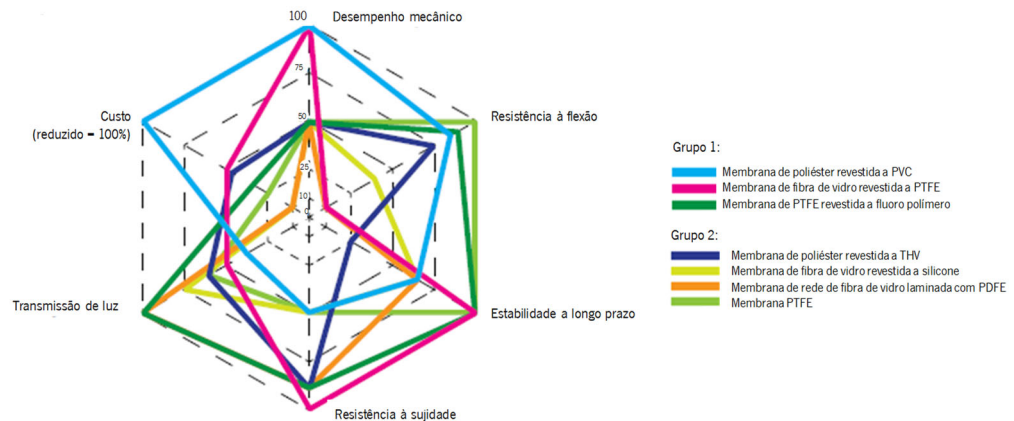 100
Desempenho mecânico
75
Custo
(reduzido = 100%)
50
Resistência à flexão
25
10
0
Grupo 1:
Membrana de poliéster revestida a PVC
Membrana de fibra de vidro revestida a PTFE
Membrana de PTFE revestida a fluoro polímero
Grupo 2:
Membrana de poliéster revestida a THV
Membrana de fibra de vidro revestida a silicone
Membrana de rede de fibra de vidro laminada com PDFE
Membrana PTFE
Transmissão de luz
Estabilidade a longo prazo
Resistência à sujidade